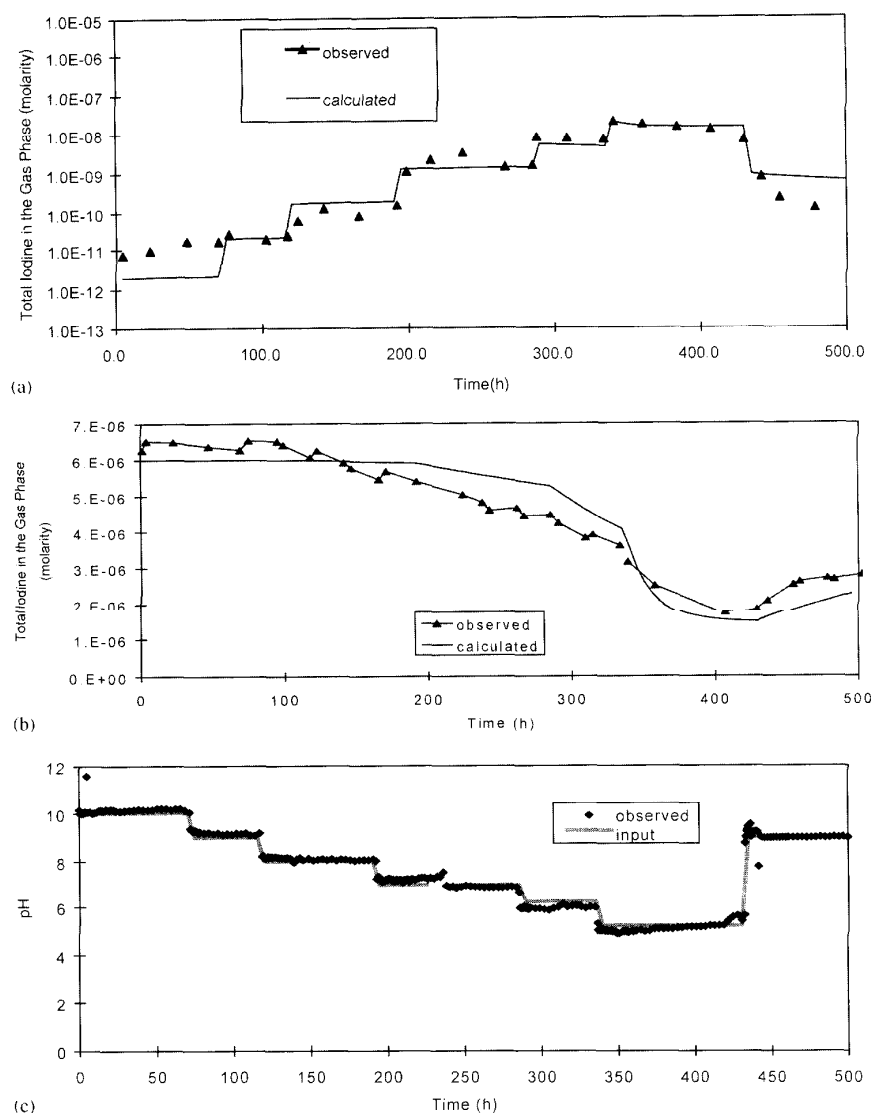 1.0E-05
1.0E-06
1.0E-07
1.0E-08
1.0E-09
1.0E-10
1.0E-11
1.0E-12
1.0E-13
Total Iodine in the Gas Phase (molarity)
observed
calculated
0.0 100.0 200.0 300.0 400.0 500.0
Time(h)
(a)
7.E-06
6.E-06
5.E-06
4.E-06
3.E-06
2.E-06
1.E-06
0.E+00
Total Iodine in the Gas Phase
(molarity)
observed
calculated
0 100 200 300 400 500
Time (h)
(b)
12
10
8
6
4
2
0
pH
observed
input
0 50 100 150 200 250 300 350 400 450 500
Time (h)
(c)